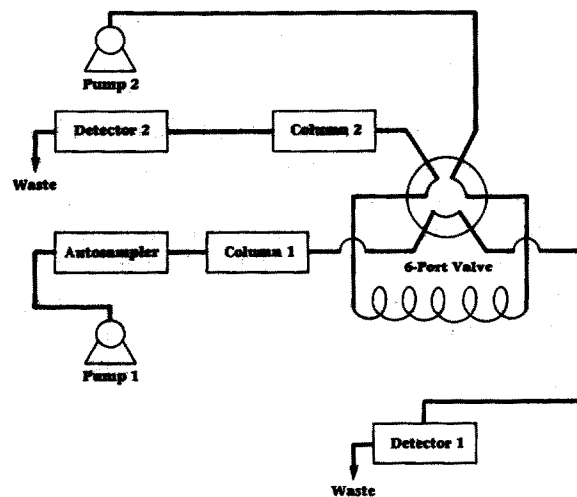 Pump 2
Detector 2
Column 2
Waste
Autosampler
Column 1
6-Port Valve
Pump 1
Detector 1
Waste